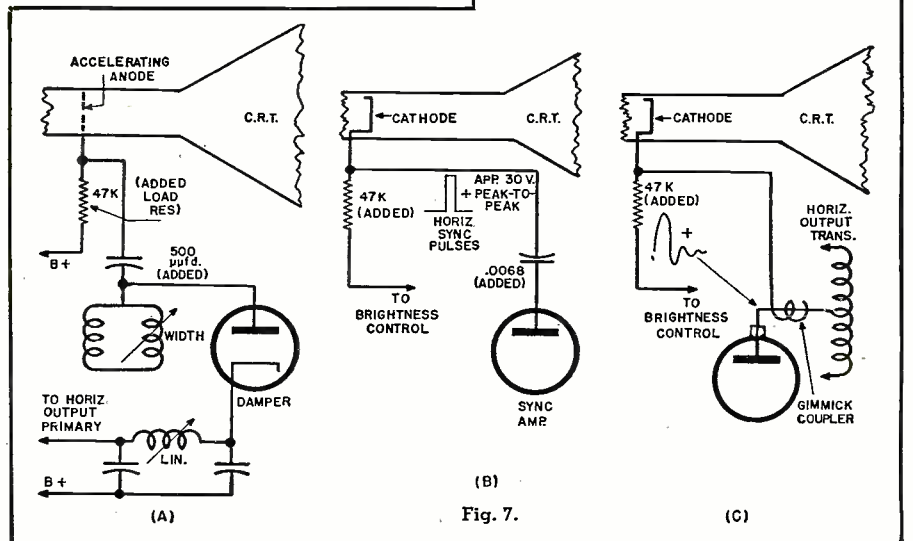 ACCELERATING
ANODE
C.R.T.
47K
(ADDED
LOAD
RES)
B+
500
μμfd.
(ADDED)
WIDTH
DAMPER
TO HORIZ.
OUTPUT
PRIMARY
LIN.
B+
(A)
CATHODE
C.R.T.
47K
(ADDED)
APP. 30 V.
+ PEAK-TO-
PEAK
HORIZ.
SYNC
PULSES
.0068
(ADDED)
TO
BRIGHTNESS
CONTROL
SYNC
AMP.
(B)
Fig. 7.
CATHODE
C.R.T.
47K
(ADDED)
+
HORIZ.
OUTPUT
TRANS.
TO
BRIGHTNESS
CONTROL
GIMMICK
COUPLER
(C)